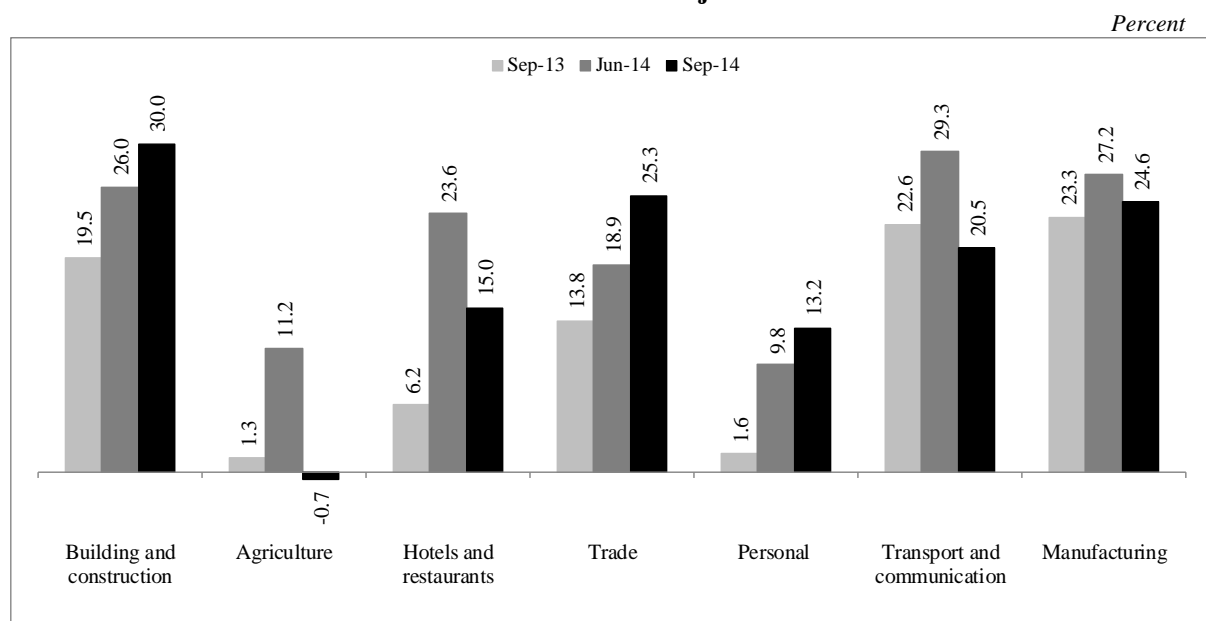 Percent
Sep-13 Jun-14 Sep-14
19.5 26.0 30.0
1.3 11.2 -0.7
6.2 23.6 15.0
13.8 18.9 25.3
1.6 9.8 13.2
22.6 29.3 20.5
23.3 27.2 24.6
Building and
construction
Agriculture
Hotels and
restaurants
Trade
Personal
Transport and
communication
Manufacturing